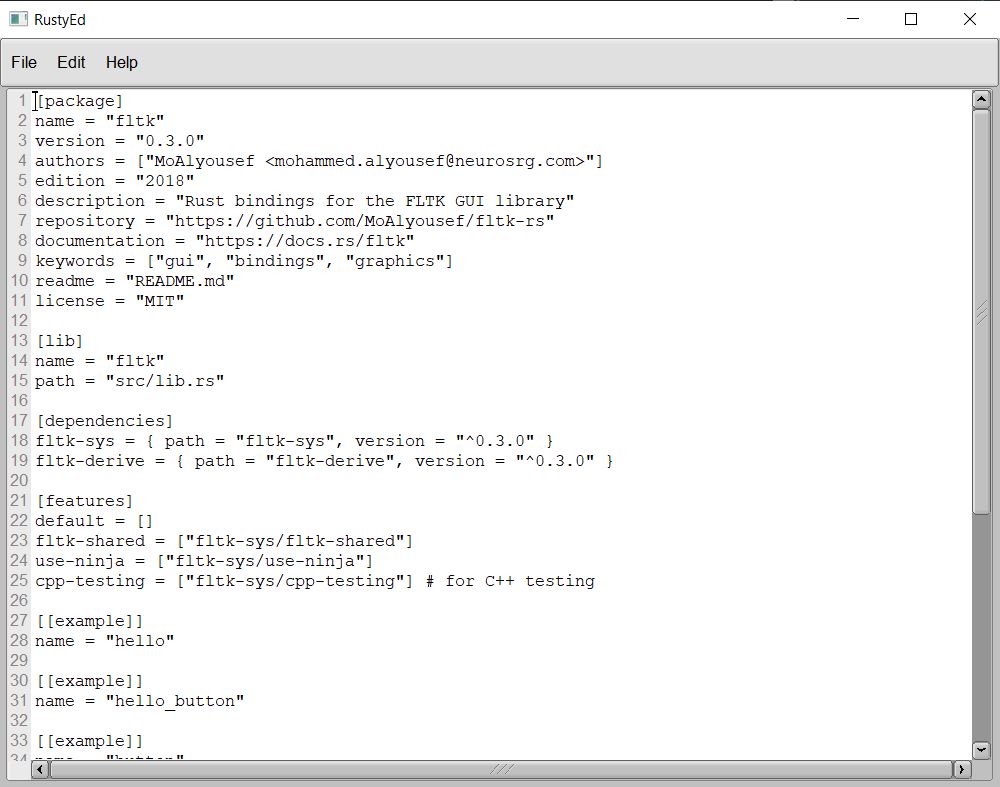 RustyEd
File Edit Help
1 [package]
2 name = "fltk"
3 version = "0.3.0"
4 authors = ["MoAlyousef <mohammed.alyousef@neurosrg.com>"]
5 edition = "2018"
6 description = "Rust bindings for the FLTK GUI library"
7 repository = "https://github.com/MoAlyousef/fltk-rs"
8 documentation = "https://docs.rs/fltk"
9 keywords = ["gui", "bindings", "graphics"]
10 readme = "README.md"
11 license = "MIT"
12
13 [lib]
14 name = "fltk"
15 path = "src/lib.rs"
16
17 [dependencies]
18 fltk-sys = { path = "fltk-sys", version = "^0.3.0" }
19 fltk-derive = { path = "fltk-derive", version = "^0.3.0" }
20
21 [features]
22 default = []
23 fltk-shared = ["fltk-sys/fltk-shared"]
24 use-ninja = ["fltk-sys/use-ninja"]
25 cpp-testing = ["fltk-sys/cpp-testing"] # for C++ testing
26
27 [[example]]
28 name = "hello"
29
30 [[example]]
31 name = "hello_button"
32
33 [[example]]
34 name = "button"